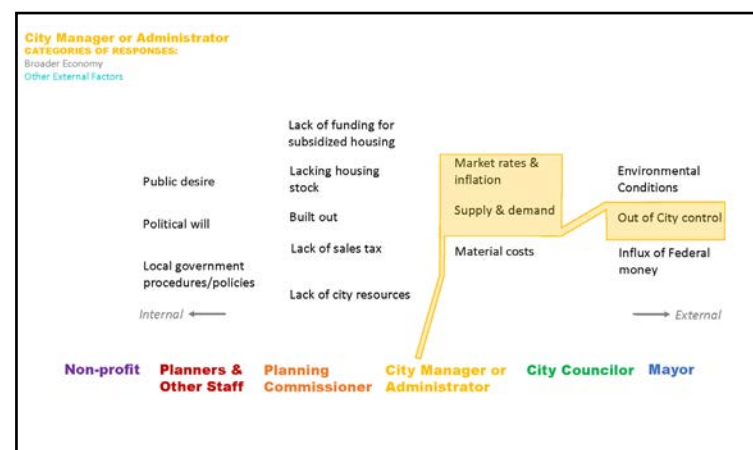 City Manager or Administrator
CATEGORIES OF RESPONSES:
Broader Economy
Other External Factors
Public desire
Political will
Local government
procedures/policies
Lack of funding for
subsidized housing
Lacking housing
stock
Built out
Lack of sales tax
Lack of city resources
Market rates &
inflation
Supply & demand
Material costs
Environmental
Conditions
Out of City control
Influx of Federal
money
Internal
External
Non-profit
Planners &
Other Staff
Planning
Commissioner
City Manager or
Administrator
City Councilor
Mayor